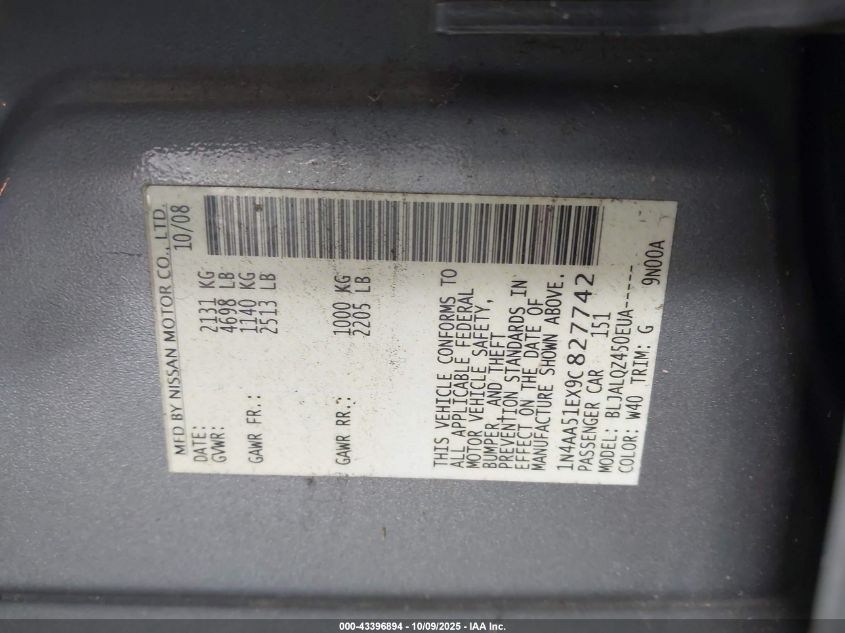 MFD BY NISSAN MOTOR CO., LTD.
DATE: 10/08
GVWR: 2131 KG
4698 LB
GAWR FR.: 1140 KG
2513 LB
GAWR RR.: 1000 KG
2205 LB
THIS VEHICLE CONFORMS TO
ALL APPLICABLE FEDERAL
MOTOR VEHICLE SAFETY,
BUMPER, AND THEFT
PREVENTION STANDARDS IN
EFFECT ON THE DATE OF
MANUFACTURE SHOWN ABOVE.
1N4AA51EX9C827742
PASSENGER CAR 151
MODEL: BLJALQZ450EUA-----
COLOR: W40 TRIM: G 9N00A
000-43396894 - 10/09/2025 - IAA Inc.